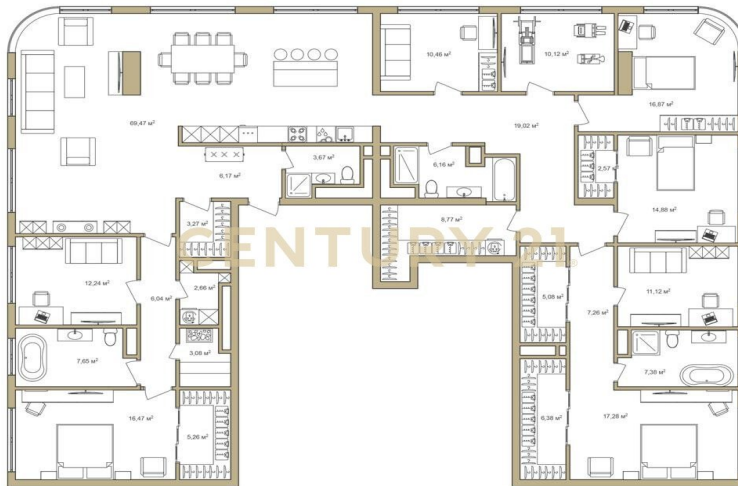 10,46 м²
10,12 м²
16,67 м²
69,47 м²
19,02 м²
3,67 м²
6,16 м²
6,17 м²
2,57 м²
14,88 м²
3,27 м²
8,77 м²
CENTURY 21
12,24 м²
6,04 м²
2,66 м²
5,08 м²
7,26 м²
11,12 м²
7,65 м²
3,08 м²
7,38 м²
16,47 м²
5,26 м²
6,38 м²
17,28 м²